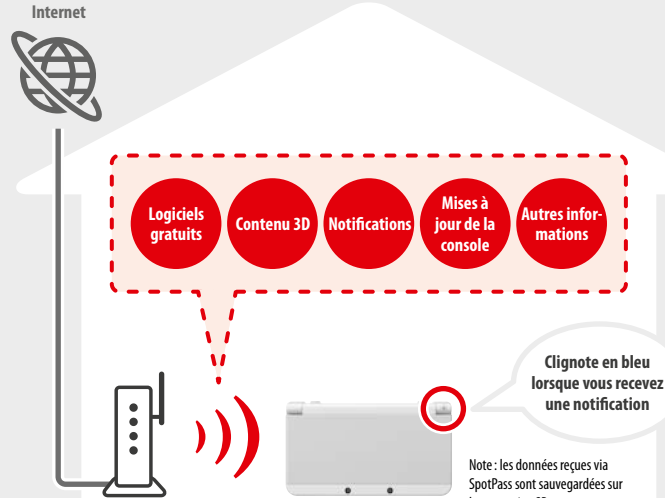 Internet
Logiciels
gratuits
Contenu 3D
Notifications
Mises à
jour de la
console
Autres infor-
mations
Clignote en bleu
lorsque vous recevez
une notification
Note : les données reçues via
SpotPass sont sauvegardées sur